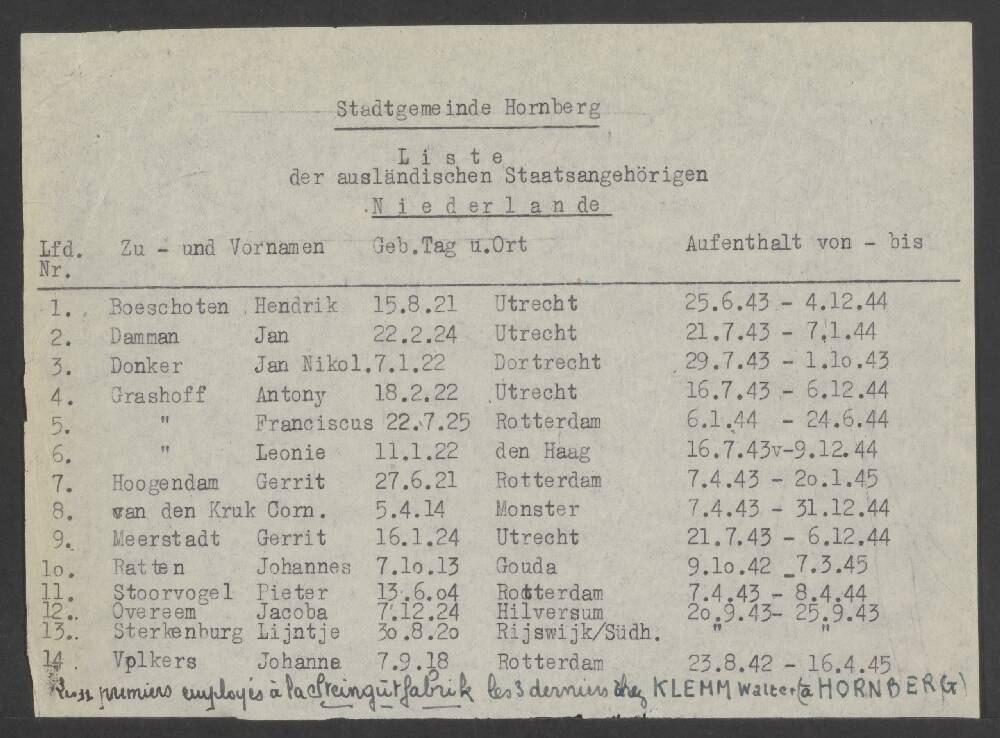 Stadtgemeinde Hornberg
Liste
der ausländischen Staatsangehörigen
Niederlande
Lfd. Nr. Zu - und Vornamen Geb.Tag u.Ort Aufenthalt von - bis
1. Boeschoten Hendrik 15.8.21 Utrecht 25.6.43 - 4.12.44
2. Damman Jan 22.2.24 Utrecht 21.7.43 - 7.1.44
3. Donker Jan Nikol. 7.1.22 Dortrecht 29.7.43 - 1.1o.43
4. Grashoff Antony 18.2.22 Utrecht 16.7.43 - 6.12.44
5. " Franciscus 22.7.25 Rotterdam 6.1.44 - 24.6.44
6. " Leonie 11.1.22 den Haag 16.7.43v-9.12.44
7. Hoogendam Gerrit 27.6.21 Rotterdam 7.4.43 - 2o.1.45
8. van den Kruk Corn. 5.4.14 Monster 7.4.43 - 31.12.44
9. Meerstadt Gerrit 16.1.24 Utrecht 21.7.43 - 6.12.44
1o. Ratten Johannes 7.1o.13 Gouda 9.1o.42 -7.3.45
11. Stoorvogel Pieter 13.6.o4 Rotterdam 7.4.43 - 8.4.44
12. Overeem Jacoba 7.12.24 Hilversum 2o.9.43- 25.9.43
13. Sterkenburg Lijntje 3o.8.2o Rijswijk/Südh. " "
14. Volkers Johanna 7.9.18 Rotterdam 23.8.42 - 16.4.45
premiers employés à la Steingutfabrik les 3 derniers chez KLEMM Walter (à HORNBERG)